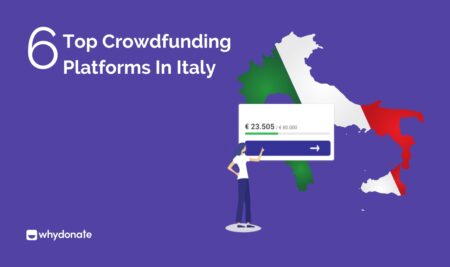 6 Top Crowdfunding
Platforms In Italy
€ 23.505 / € 80.000
whydonate